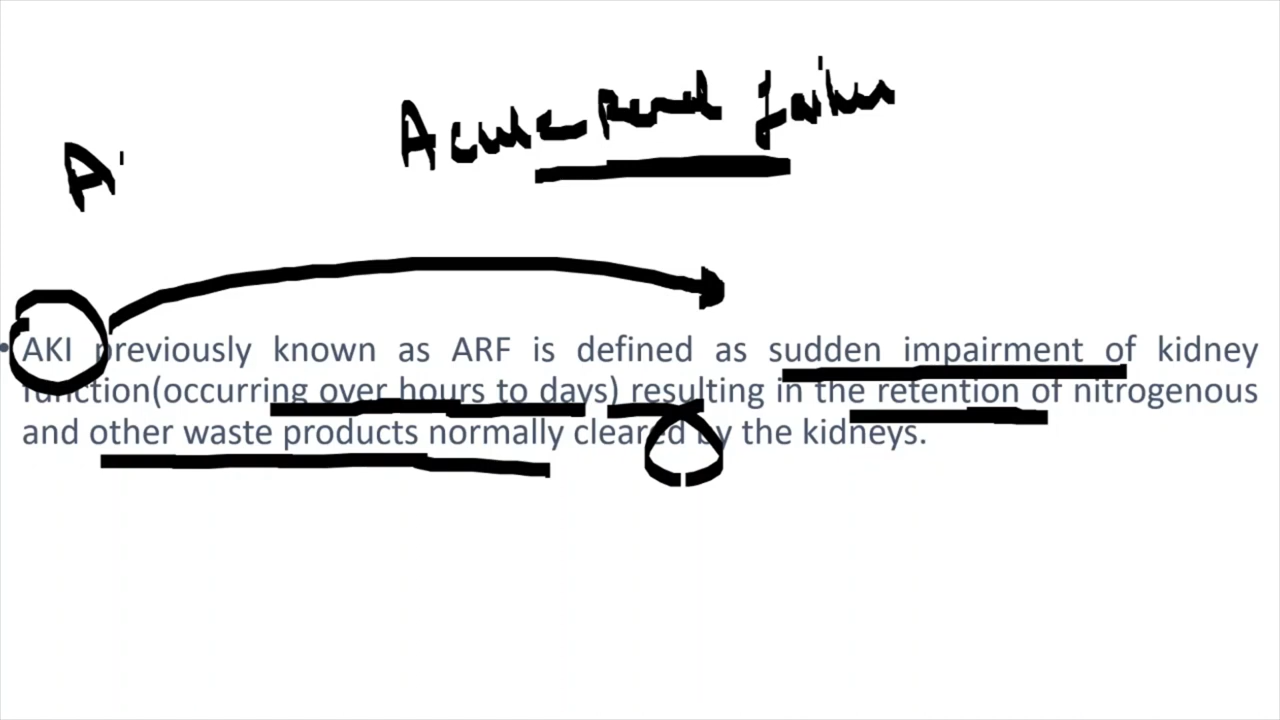 Acute Renal failure
A
• AKI previously known as ARF is defined as sudden impairment of kidney
function(occurring over hours to days) resulting in the retention of nitrogenous
and other waste products normally cleared by the kidneys.